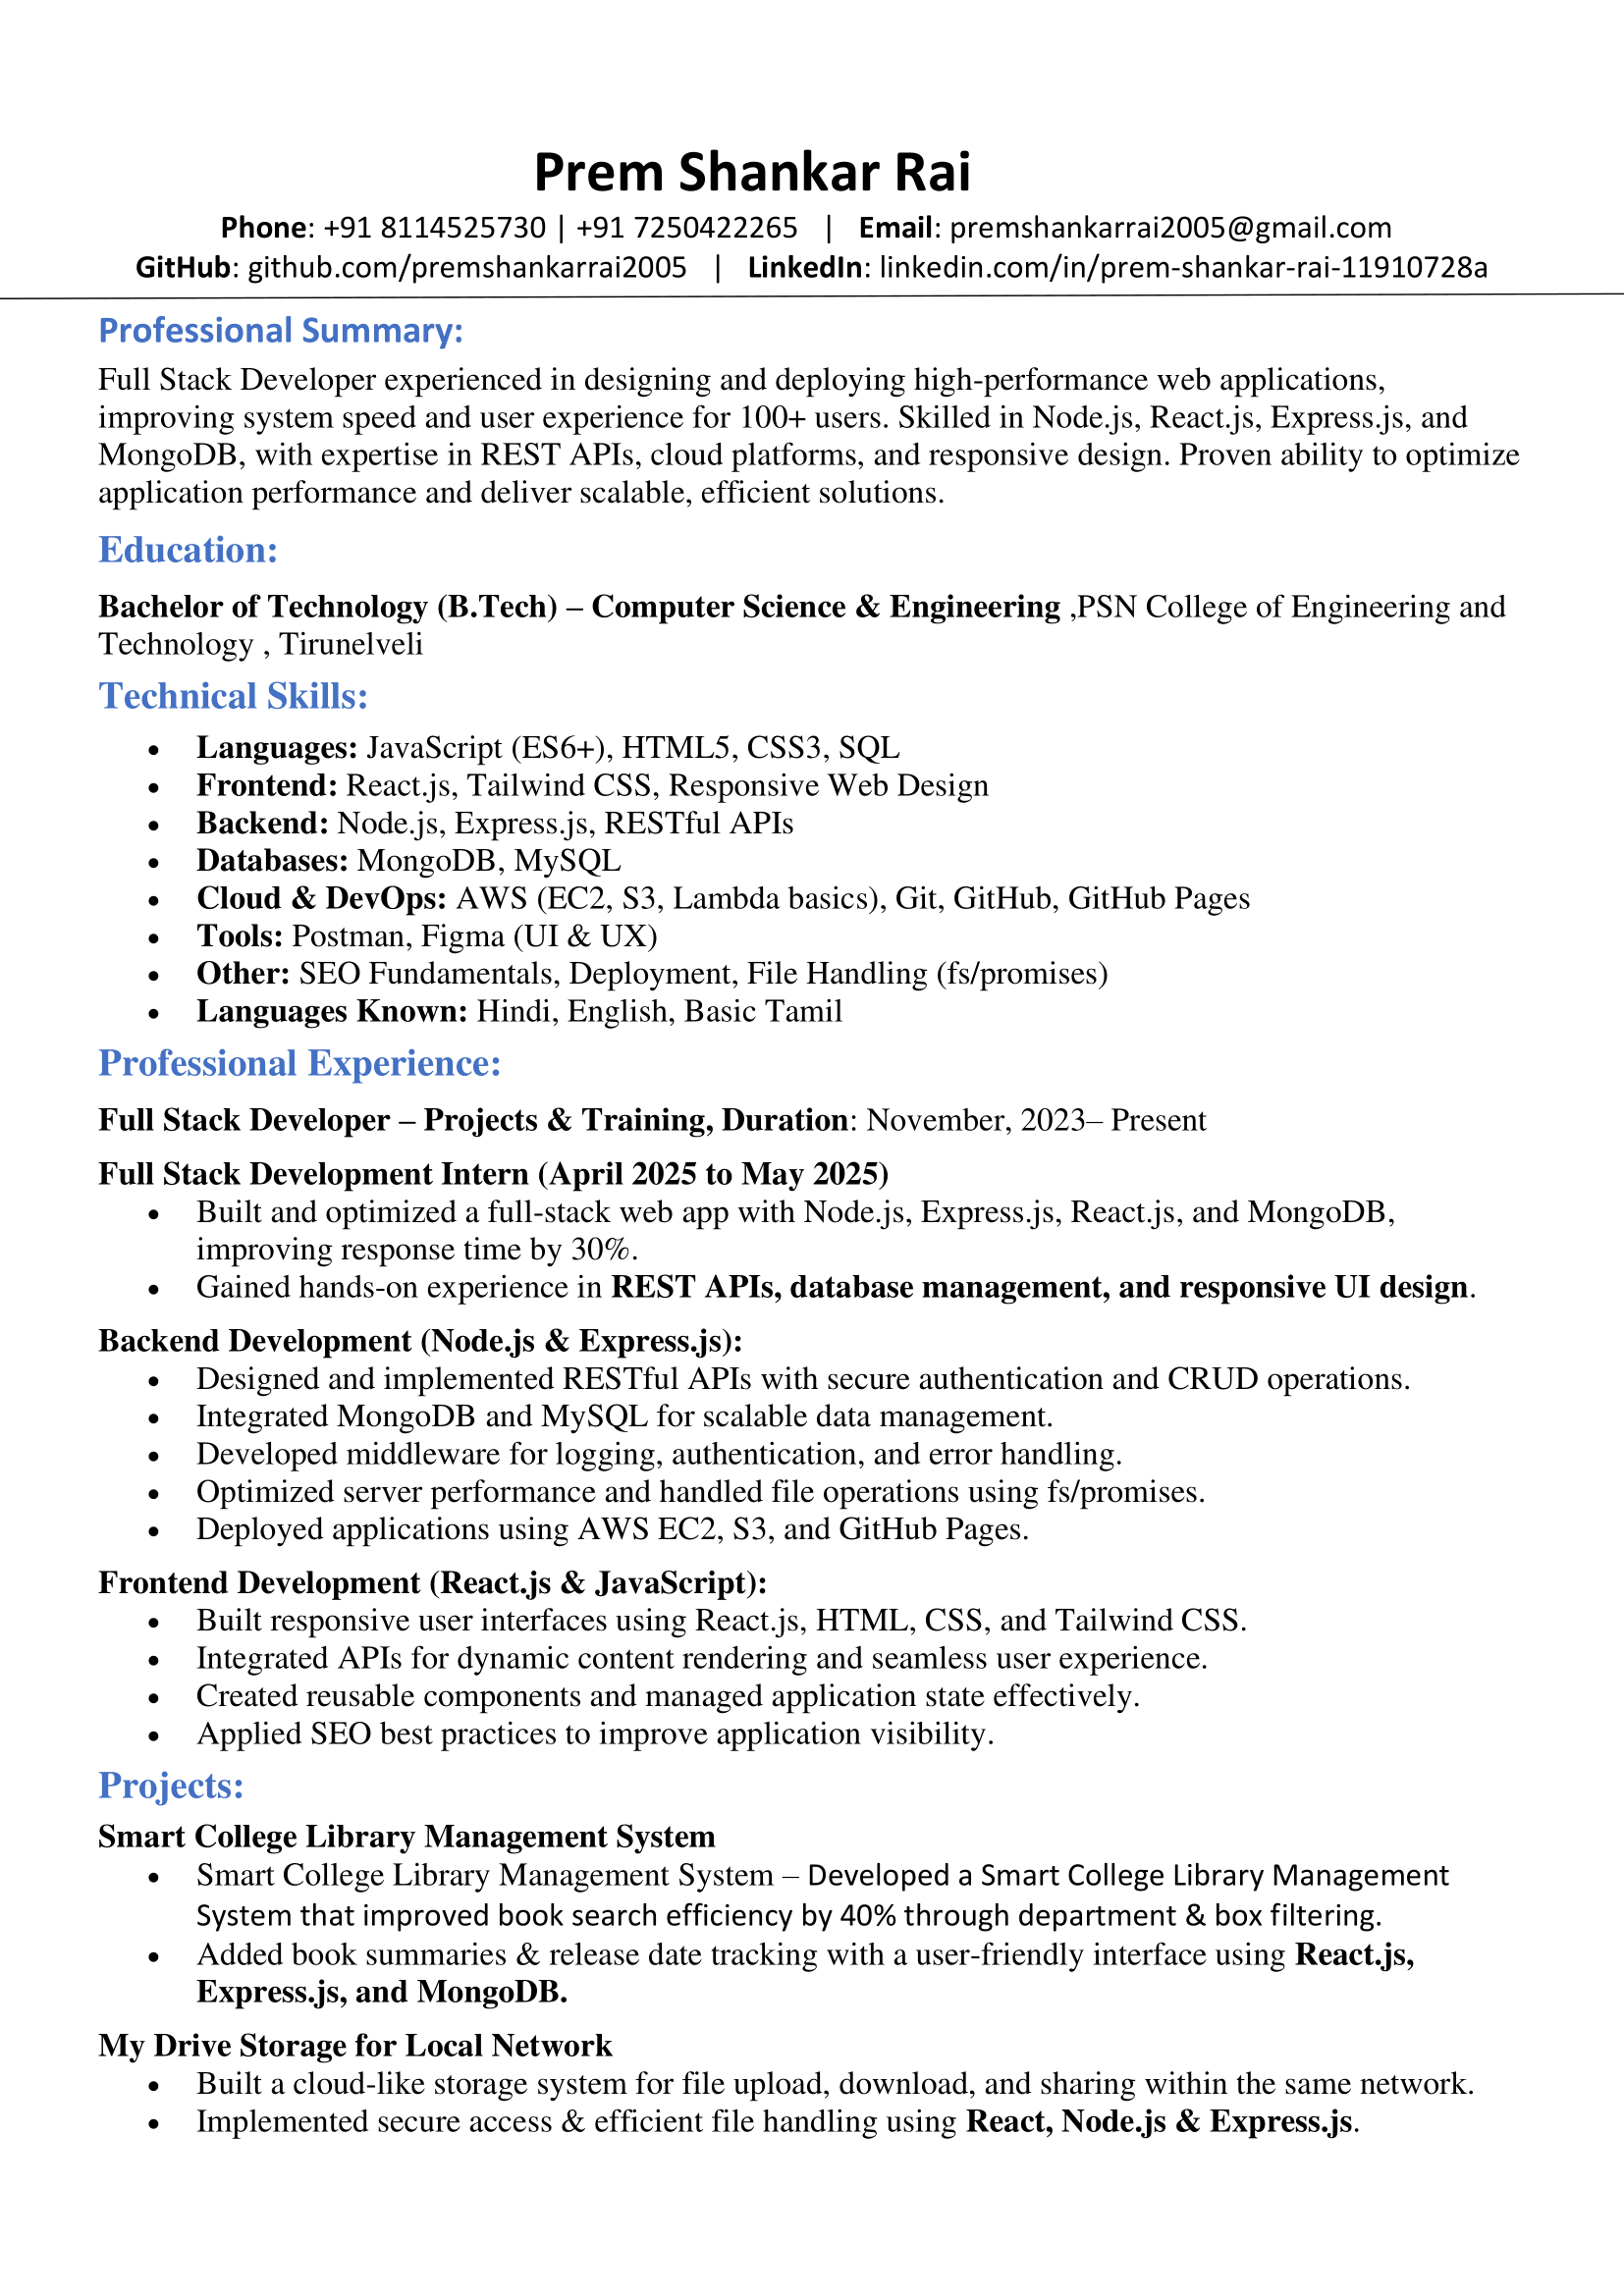 Prem Shankar Rai
Phone: +91 8114525730 | +91 7250422265 | Email: premshankarrai2005@gmail.com
GitHub: github.com/premshankarrai2005 | LinkedIn: linkedin.com/in/prem-shankar-rai-11910728a
Professional Summary:
Full Stack Developer experienced in designing and deploying high-performance web applications,
improving system speed and user experience for 100+ users. Skilled in Node.js, React.js, Express.js, and
MongoDB, with expertise in REST APIs, cloud platforms, and responsive design. Proven ability to optimize
application performance and deliver scalable, efficient solutions.
Education:
Bachelor of Technology (B.Tech) – Computer Science & Engineering ,PSN College of Engineering and
Technology , Tirunelveli
Technical Skills:
• Languages: JavaScript (ES6+), HTML5, CSS3, SQL
• Frontend: React.js, Tailwind CSS, Responsive Web Design
• Backend: Node.js, Express.js, RESTful APIs
• Databases: MongoDB, MySQL
• Cloud & DevOps: AWS (EC2, S3, Lambda basics), Git, GitHub, GitHub Pages
• Tools: Postman, Figma (UI & UX)
• Other: SEO Fundamentals, Deployment, File Handling (fs/promises)
• Languages Known: Hindi, English, Basic Tamil
Professional Experience:
Full Stack Developer – Projects & Training, Duration: November, 2023– Present
Full Stack Development Intern (April 2025 to May 2025)
• Built and optimized a full-stack web app with Node.js, Express.js, React.js, and MongoDB,
improving response time by 30%.
• Gained hands-on experience in REST APIs, database management, and responsive UI design.
Backend Development (Node.js & Express.js):
• Designed and implemented RESTful APIs with secure authentication and CRUD operations.
• Integrated MongoDB and MySQL for scalable data management.
• Developed middleware for logging, authentication, and error handling.
• Optimized server performance and handled file operations using fs/promises.
• Deployed applications using AWS EC2, S3, and GitHub Pages.
Frontend Development (React.js & JavaScript):
• Built responsive user interfaces using React.js, HTML, CSS, and Tailwind CSS.
• Integrated APIs for dynamic content rendering and seamless user experience.
• Created reusable components and managed application state effectively.
• Applied SEO best practices to improve application visibility.
Projects:
Smart College Library Management System
• Smart College Library Management System – Developed a Smart College Library Management
System that improved book search efficiency by 40% through department & box filtering.
• Added book summaries & release date tracking with a user-friendly interface using React.js,
Express.js, and MongoDB.
My Drive Storage for Local Network
• Built a cloud-like storage system for file upload, download, and sharing within the same network.
• Implemented secure access & efficient file handling using React, Node.js & Express.js.